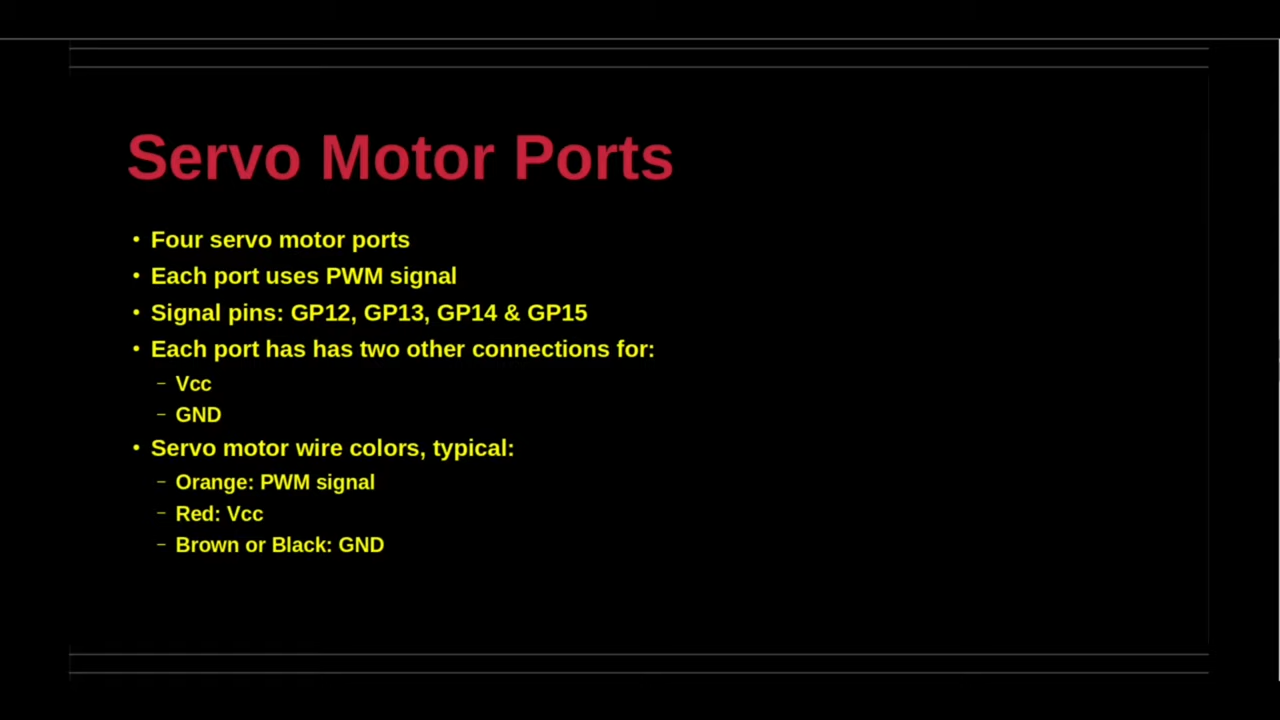 Servo Motor Ports
• Four servo motor ports
• Each port uses PWM signal
• Signal pins: GP12, GP13, GP14 & GP15
• Each port has has two other connections for:
– Vcc
– GND
• Servo motor wire colors, typical:
– Orange: PWM signal
– Red: Vcc
– Brown or Black: GND